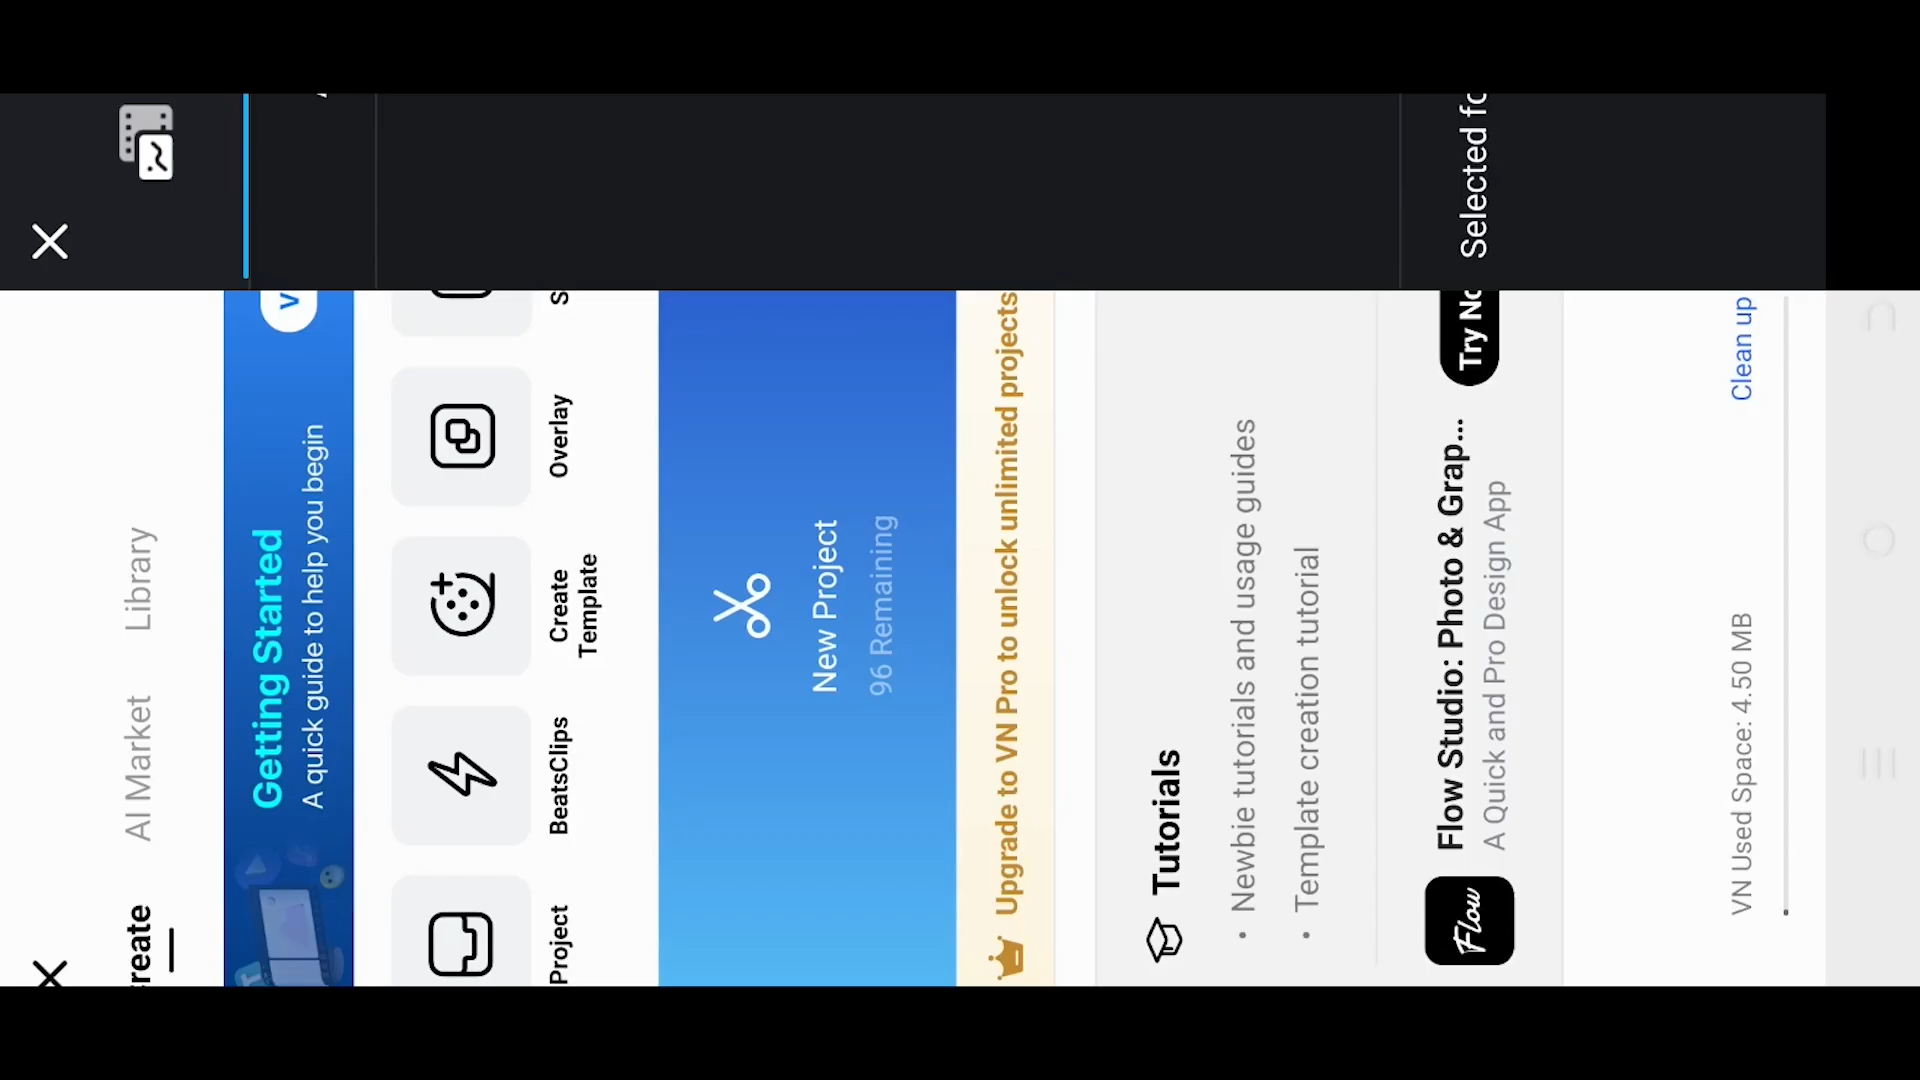 Create
AI Market
Library
Getting Started
A quick guide to help you begin
V
Project
BeatsClips
Create
Template
Overlay
New Project
96 Remaining
Upgrade to VN Pro to unlock unlimited projects
Tutorials
• Newbie tutorials and usage guides
• Template creation tutorial
Flow
Flow Studio: Photo & Grap...
A Quick and Pro Design App
Try No
VN Used Space: 4.50 MB
Clean up
Selected fo